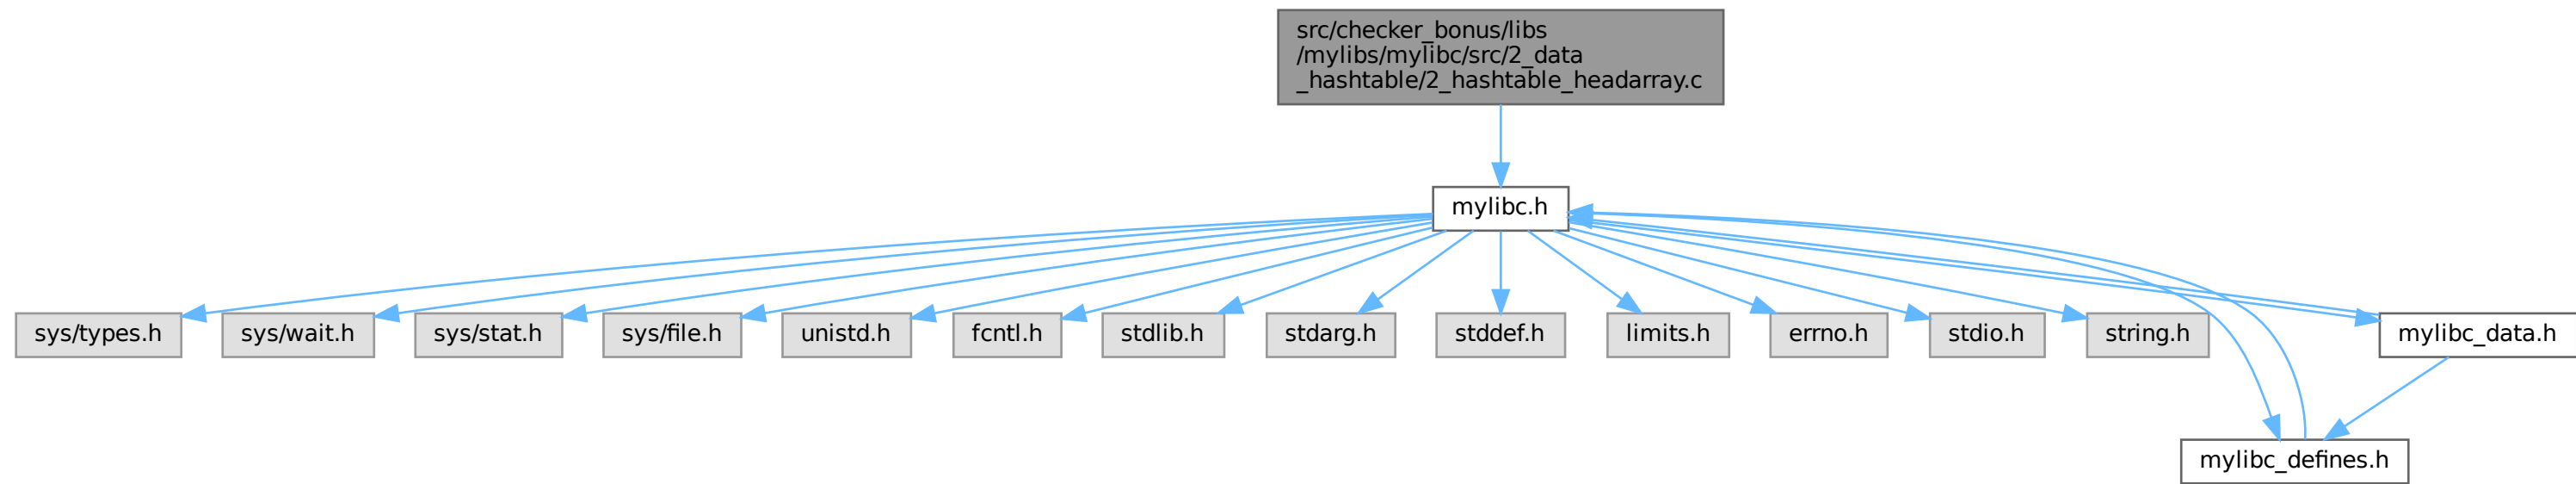 src/checker_bonus/libs
/mylibs/mylibc/src/2_data
_hashtable/2_hashtable_headarray.c
mylibc.h
sys/types.h
sys/wait.h
sys/stat.h
sys/file.h
unistd.h
fcntl.h
stdlib.h
stdarg.h
stddef.h
limits.h
errno.h
stdio.h
string.h
mylibc_data.h
mylibc_defines.h